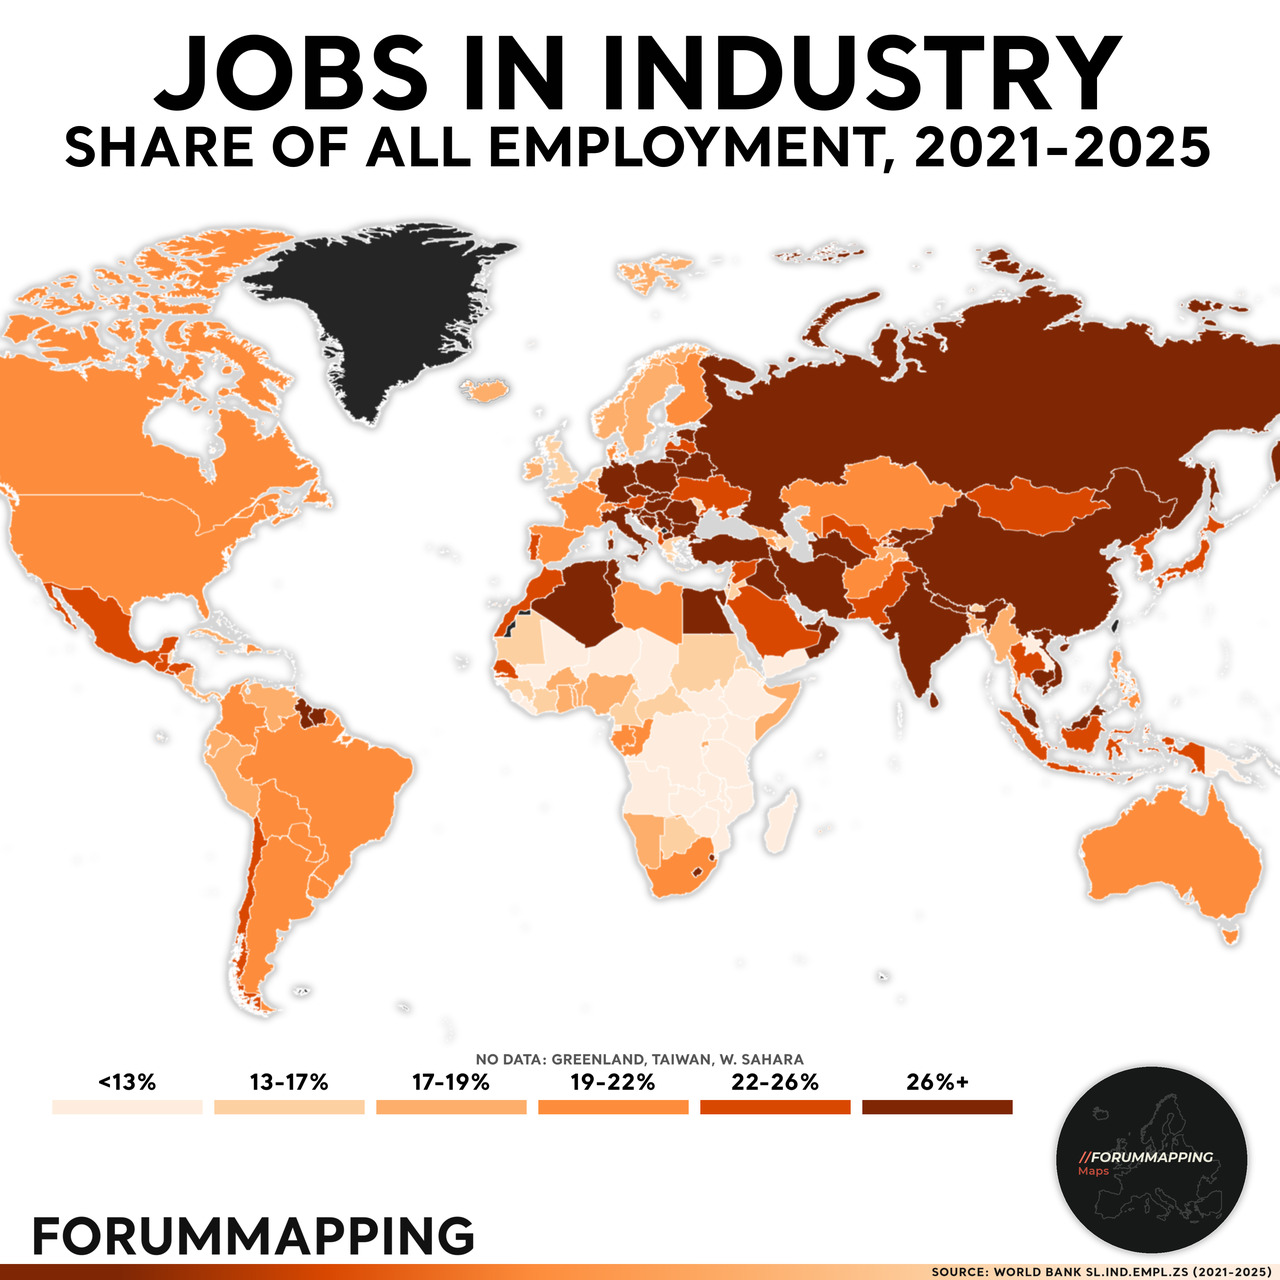 JOBS IN INDUSTRY
SHARE OF ALL EMPLOYMENT, 2021-2025
NO DATA: GREENLAND, TAIWAN, W. SAHARA
<13%
13-17%
17-19%
19-22%
22-26%
26%+
//FORUMMAPPING
Maps
FORUMMAPPING
SOURCE: WORLD BANK SL.IND.EMPL.ZS (2021-2025)